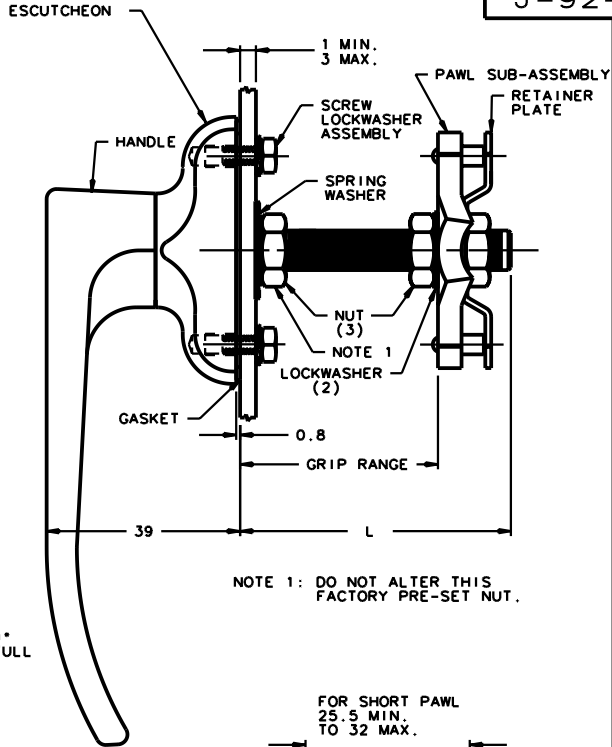 ESCUTCHEON
1 MIN.
3 MAX.
PAWL SUB-ASSEMBLY
RETAINER
PLATE
SCREW
LOCKWASHER
ASSEMBLY
HANDLE
SPRING
WASHER
NUT
(3)
NOTE 1
LOCKWASHER
(2)
GASKET
0.8
GRIP RANGE
39
L
NOTE 1: DO NOT ALTER THIS
FACTORY PRE-SET NUT.
FOR SHORT PAWL
25.5 MIN.
TO 32 MAX.